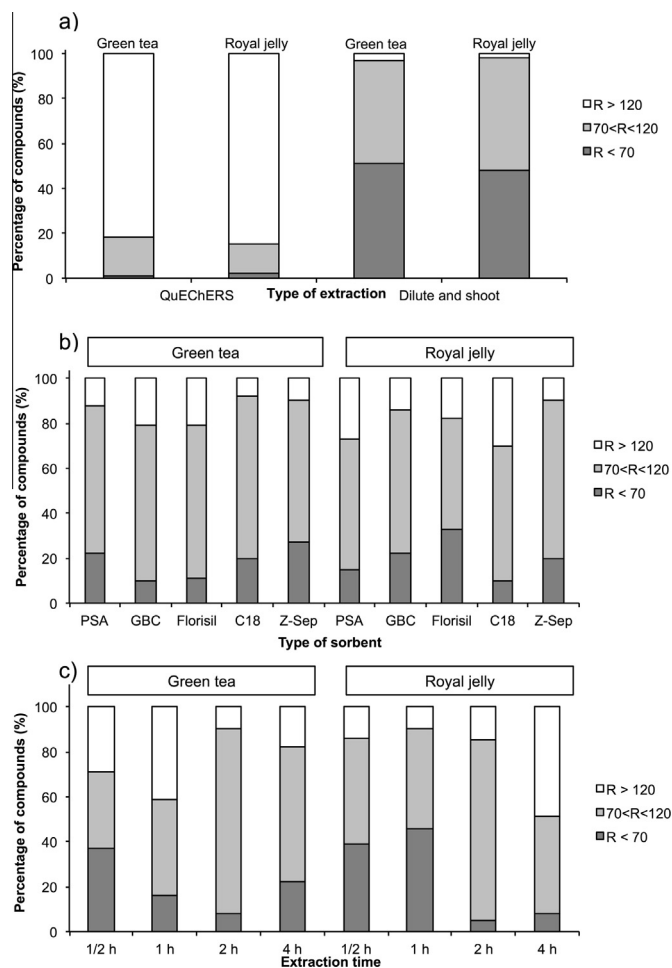 a)
Green tea Royal jelly Green tea Royal jelly
100
80
60
40
20
0
Percentage of compounds (%)
R > 120
70<R<120
R < 70
QuEChERS Type of extraction Dilute and shoot
b)
Green tea Royal jelly
100
80
60
40
20
0
Percentage of compounds (%)
R > 120
70<R<120
R < 70
PSA GBC Florisil C18 Z-Sep PSA GBC Florisil C18 Z-Sep
Type of sorbent
c)
Green tea Royal jelly
100
80
60
40
20
0
Percentage of compounds (%)
R > 120
70<R<120
R < 70
1/2 h 1 h 2 h 4 h 1/2 h 1 h 2 h 4 h
Extraction time